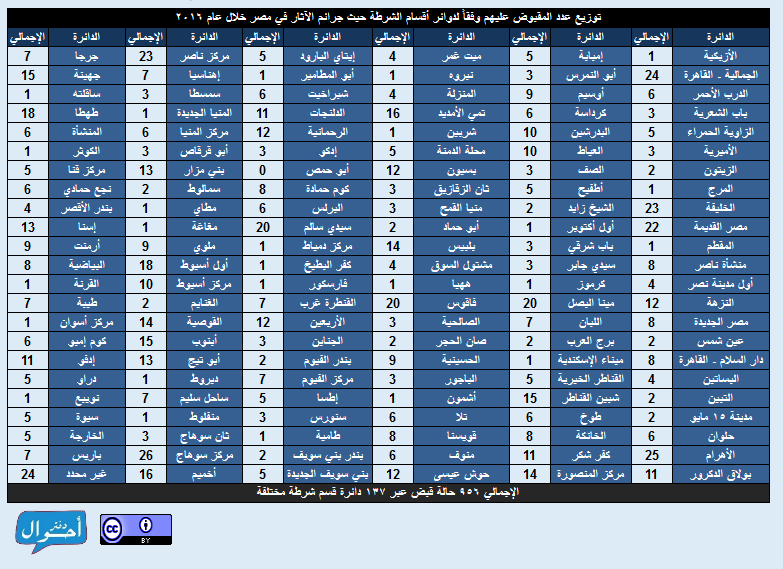 توزيع عدد المقبوض عليهم وفقاً لدوائر أقسام الشرطة حيث جرائم الآثار في مصر خلال عام ٢٠١٦
الدائرة الإجمالي الدائرة الإجمالي الدائرة الإجمالي الدائرة الإجمالي الدائرة الإجمالي الدائرة الإجمالي
الأزبكية 1 إمبابة 5 ميت غمر 4 إيتاي البارود 5 مركز ناصر 23 جرجا 7
الجمالية - القاهرة 24 أبو النمرس 3 نبروه 1 أبو المطامير 1 إهناسيا 7 جهينة 15
الدرب الأحمر 6 أوسيم 9 المنزلة 4 شبراخيت 6 سمسطا 3 ساقلته 1
باب الشعرية 3 كرداسة 6 تمي الأمديد 16 الدلنجات 11 المنيا الجديدة 1 طهطا 18
الزاوية الحمراء 5 البدرشين 10 شربين 1 الرحمانية 12 مركز المنيا 6 المنشأة 6
الأميرية 3 العياط 10 محلة الدمنة 5 إدكو 3 أبو قرقاص 3 الكوثر 1
الزيتون 2 الصف 3 بسيون 12 أبو حمص 0 بني مزار 13 مركز قنا 5
المرج 1 أطفيح 5 ثان الزقازيق 3 كوم حمادة 8 سمالوط 2 نجع حمادي 6
الخليفة 23 الشيخ زايد 2 منيا القمح 3 البرلس 6 مطاي 1 بندر الأقصر 4
مصر القديمة 22 أول أكتوبر 1 أبو حماد 2 سيدي سالم 20 مغاغة 1 إسنا 13
المقطم 1 باب شرقي 3 بلبيس 14 مركز دمياط 1 ملوي 9 أرمنت 9
منشأة ناصر 8 سيدي جابر 3 مشتول السوق 4 كفر البطيخ 1 أول أسيوط 18 البياضية 8
أول مدينة نصر 4 كرموز 1 ههيا 1 فارسكور 1 مركز أسيوط 10 القرنة 1
النزهة 12 مينا البصل 20 فاقوس 20 القنطرة غرب 7 الغنايم 2 طيبة 7
مصر الجديدة 8 اللبان 7 الصالحية 3 الأربعين 12 القوصية 14 مركز أسوان 1
عين شمس 2 برج العرب 2 صان الحجر 2 الجناين 3 أبنوب 15 كوم إمبو 6
دار السلام - القاهرة 8 ميناء الإسكندية 1 الحسينية 9 بندر الفيوم 2 أبو تيج 13 إدفو 11
البساتين 4 القناطر الخيرية 5 الباجور 3 مركز الفيوم 7 ديروط 1 دراو 5
التبين 2 شبين القناطر 15 أشمون 1 إطسا 5 ساحل سليم 7 نويبع 1
مدينة ١٥ مايو 2 طوخ 6 تلا 6 سنورس 3 منفلوط 1 سيوة 5
حلوان 6 الخانكة 8 قويسنا 8 طامية 1 ثان سوهاج 3 الخارجة 5
الأهرام 25 كفر شكر 11 منوف 6 بندر بني سويف 2 مركز سوهاج 26 باريس 7
بولاق الدكرور 11 مركز المنصورة 14 حوش عيسى 12 بني سويف الجديدة 5 أخميم 16 غير محدد 24
الإجمالي ٩٥٦ حالة قبض عبر ١٣٧ دائرة قسم شرطة مختلفة
دفتر أحوال
cc BY